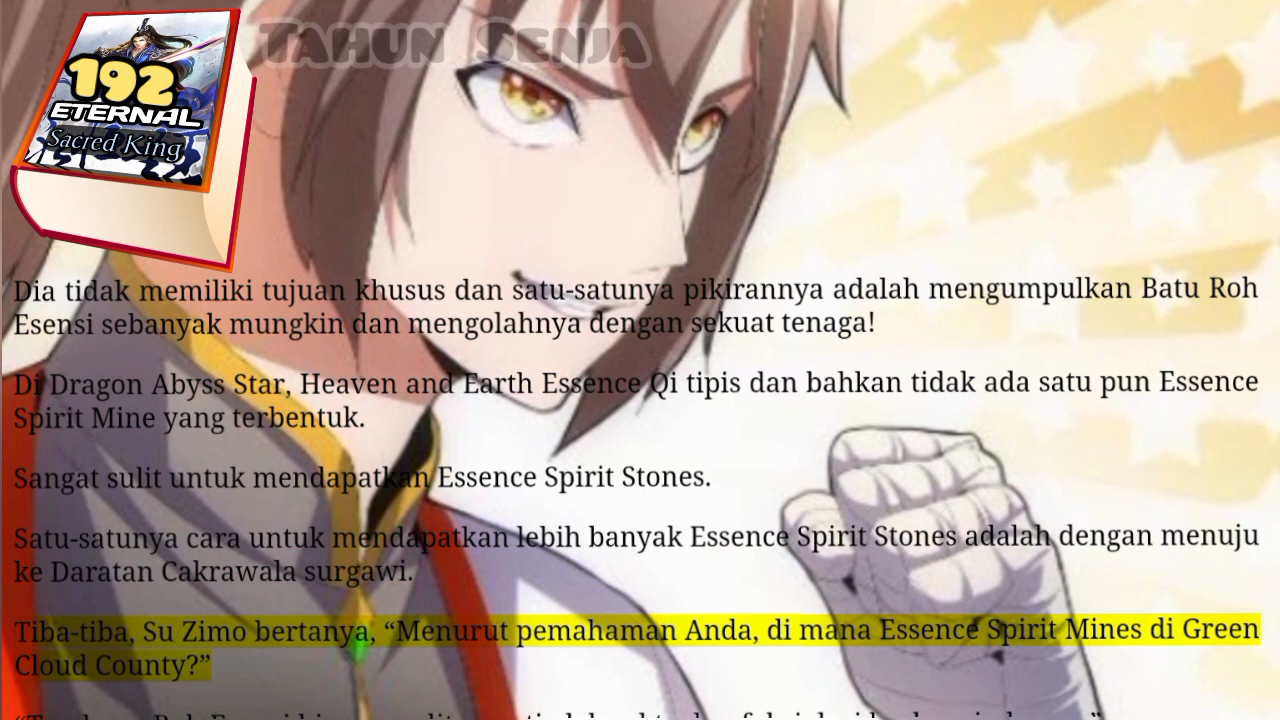 TAHUN SENJA
192
ETERNAL
Sacred King
Dia tidak memiliki tujuan khusus dan satu-satunya pikirannya adalah mengumpulkan Batu Roh
Esensi sebanyak mungkin dan mengolahnya dengan sekuat tenaga!
Di Dragon Abyss Star, Heaven and Earth Essence Qi tipis dan bahkan tidak ada satu pun Essence
Spirit Mine yang terbentuk.
Sangat sulit untuk mendapatkan Essence Spirit Stones.
Satu-satunya cara untuk mendapatkan lebih banyak Essence Spirit Stones adalah dengan menuju
ke Daratan Cakrawala surgawi.
Tiba-tiba, Su Zimo bertanya, “Menurut pemahaman Anda, di mana Essence Spirit Mines di Green
Cloud County?”